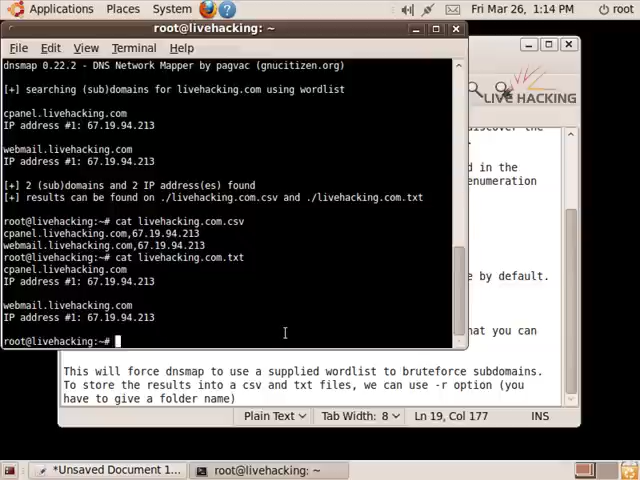 Applications Places System
Fri Mar 26, 1:14 PM
root
root@livehacking: ~
File Edit View Terminal Help
dnsmap 0.22.2 - DNS Network Mapper by pagvac (gnucitizen.org)
[+] searching (sub)domains for livehacking.com using wordlist
cpanel.livehacking.com
IP address #1: 67.19.94.213
webmail.livehacking.com
IP address #1: 67.19.94.213
[+] 2 (sub)domains and 2 IP address(es) found
[+] results can be found on ./livehacking.com.csv and ./livehacking.com.txt
root@livehacking:~# cat livehacking.com.csv
cpanel.livehacking.com,67.19.94.213
webmail.livehacking.com,67.19.94.213
root@livehacking:~# cat livehacking.com.txt
cpanel.livehacking.com
IP address #1: 67.19.94.213
webmail.livehacking.com
IP address #1: 67.19.94.213
root@livehacking:~#
LIVE HACKING
discover the
d in the
enumeration
e by default.
hat you can
This will force dnsmap to use a supplied wordlist to bruteforce subdomains.
To store the results into a csv and txt files, we can use -r option (you
have to give a folder name)
Plain Text Tab Width: 8 Ln 19, Col 177 INS
*Unsaved Document 1...
root@livehacking: ~